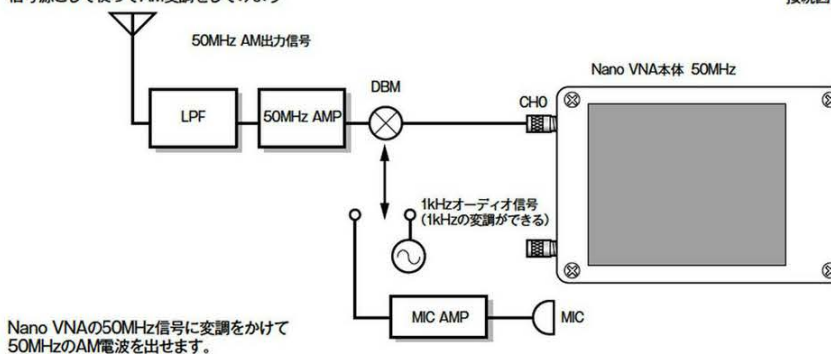 50MHz AM出力信号
Nano VNA本体 50MHz
DBM
CH0
LPF
50MHz AMP
1kHzオーディオ信号
(1kHzの変調ができる)
MIC AMP
MIC
Nano VNAの50MHz信号に変調をかけて
50MHzのAM電波を出せます。